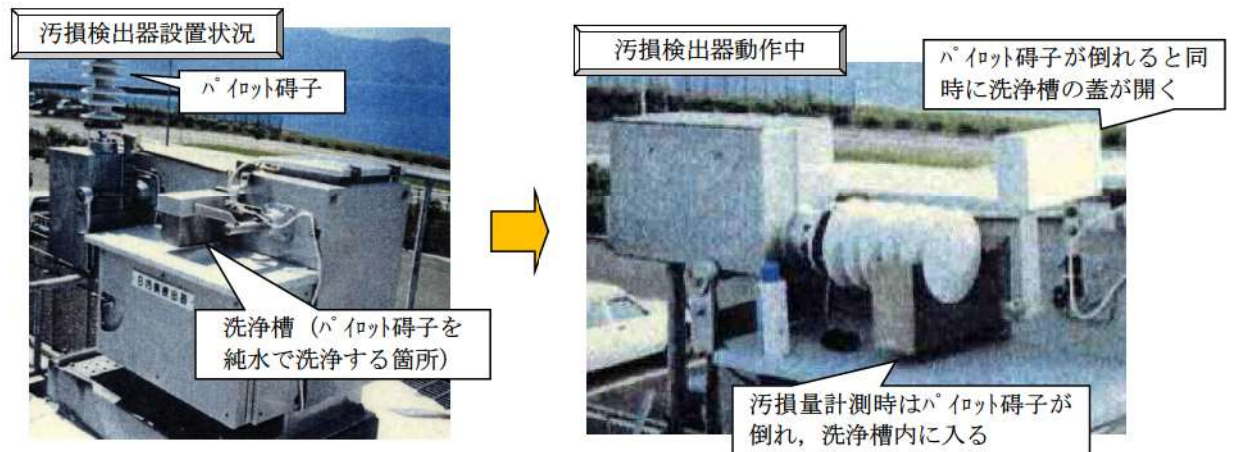 汚損検出器設置状況
ﾊﾟｲﾛｯﾄ碍子
洗浄槽（ﾊﾟｲﾛｯﾄ碍子を
純水で洗浄する箇所）
汚損検出器動作中
ﾊﾟｲﾛｯﾄ碍子が倒れると同
時に洗浄槽の蓋が開く
汚損量計測時はﾊﾟｲﾛｯﾄ碍子が
倒れ，洗浄槽内に入る